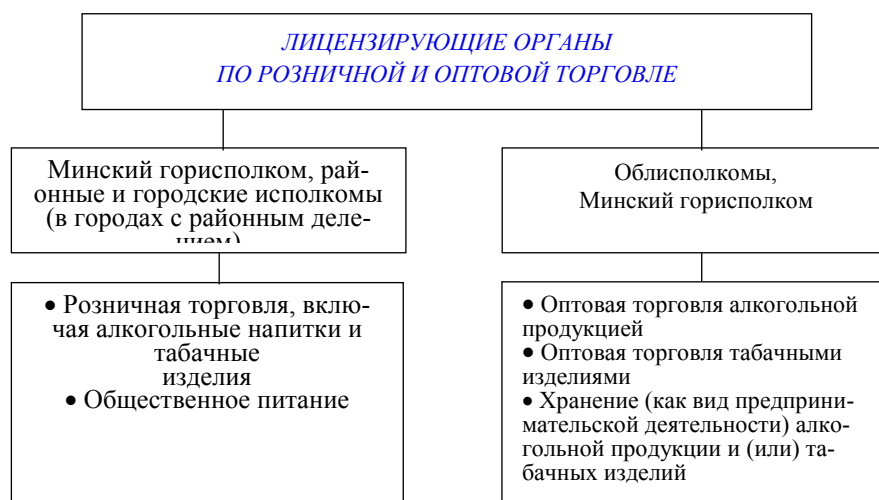 ЛИЦЕНЗИРУЮЩИЕ ОРГАНЫ
ПО РОЗНИЧНОЙ И ОПТОВОЙ ТОРГОВЛЕ
Минский горисполком, рай-
онные и городские исполкомы
(в городах с районным деле-
нием)
• Розничная торговля, вклю-
чая алкогольные напитки и
табачные
изделия
• Общественное питание
Облисполкомы,
Минский горисполком
• Оптовая торговля алкогольной
продукцией
• Оптовая торговля табачными
изделиями
• Хранение (как вид предприни-
мательской деятельности) алко-
гольной продукции и (или) та-
бачных изделий